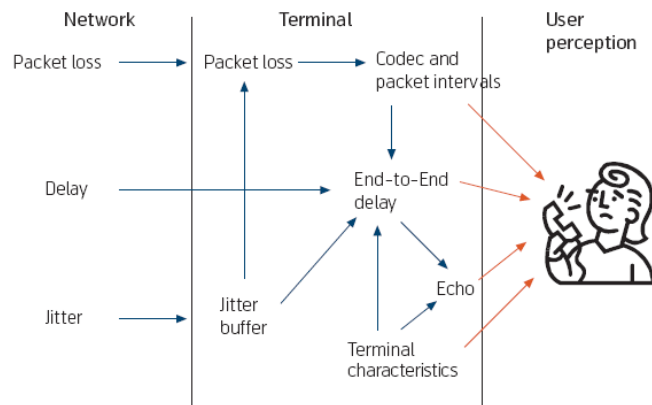 Network
Terminal
User
perception
Packet loss
Packet loss
Codec and
packet intervals
Delay
End-to-End
delay
Jitter
Jitter
buffer
Echo
Terminal
characteristics